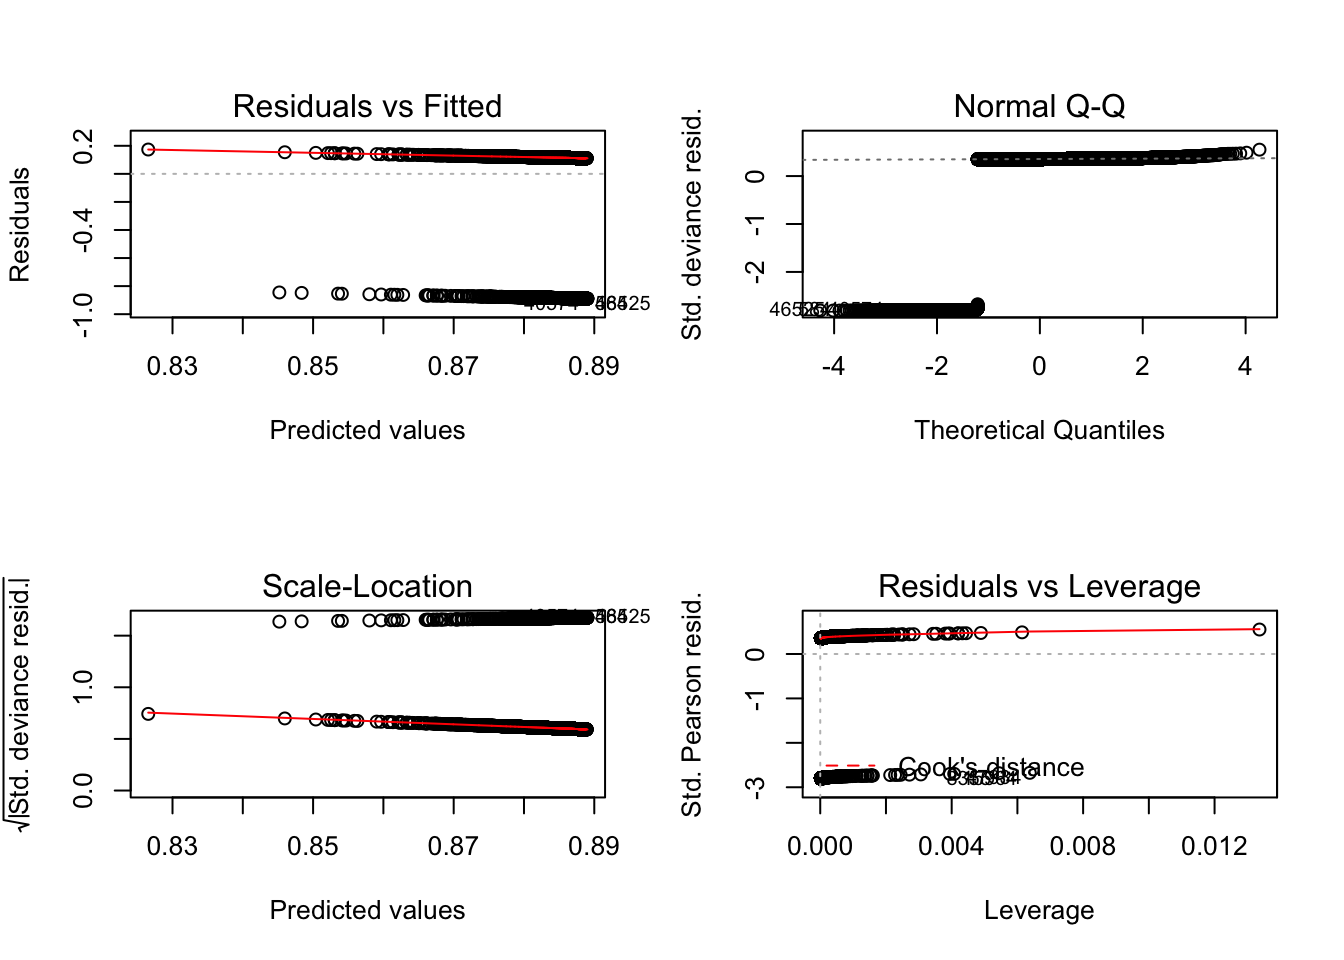 Residuals vs Fitted
Residuals
0.2
-0.4
-1.0
0.83 0.85 0.87 0.89
Predicted values
Normal Q-Q
Std. deviance resid.
0
-1
-2
-4 -2 0 2 4
Theoretical Quantiles
Scale-Location
√|Std. deviance resid.|
1.0
0.0
0.83 0.85 0.87 0.89
Predicted values
Residuals vs Leverage
Std. Pearson resid.
0
-1
-3
Cook's distance
0.000 0.004 0.008 0.012
Leverage